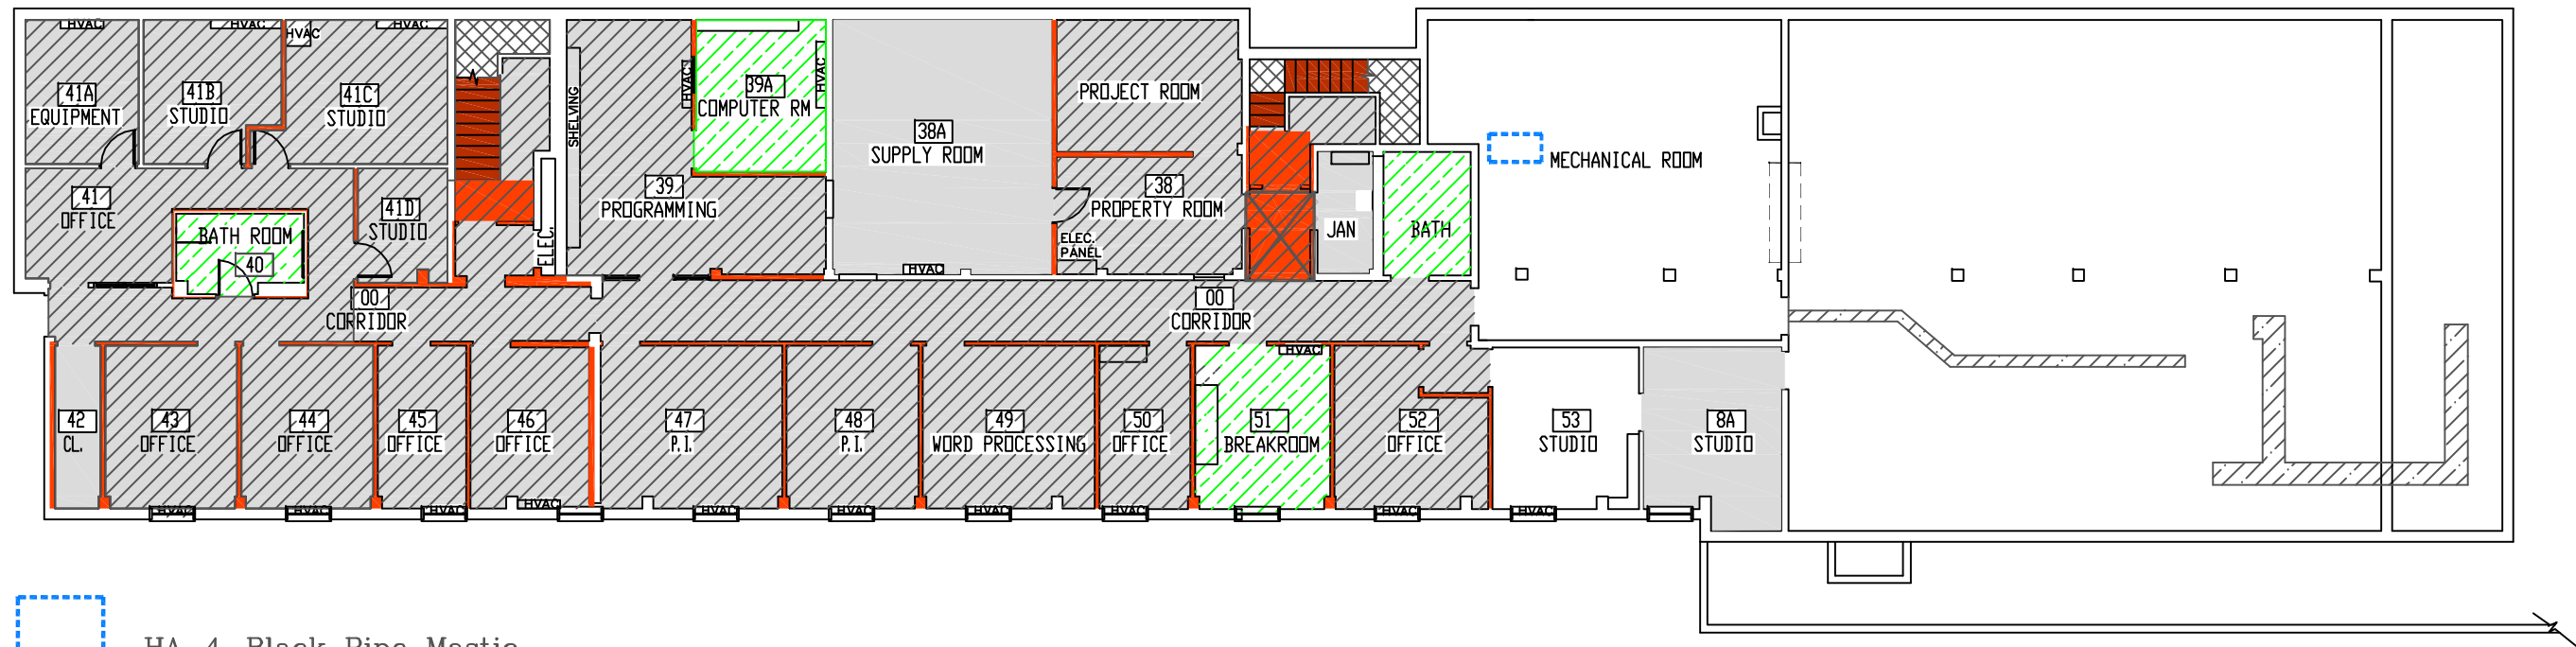 HVAC
HVAC
HVAC
HVAC
41A
EQUIPMENT
41B
STUDIO
41C
STUDIO
SHELVING
HVAC
39A
COMPUTER RM
HVAC
38A
SUPPLY ROOM
PROJECT ROOM
MECHANICAL ROOM
41
OFFICE
41D
STUDIO
BATH ROOM
40
ELEC.
39
PROGRAMMING
38
PROPERTY ROOM
ELEC.
PANEL
JAN
BATH
HVAC
00
CORRIDOR
00
CORRIDOR
HVAC
42
CL.
43
OFFICE
44
OFFICE
45
OFFICE
46
OFFICE
47
P.I.
48
P.I.
49
WORD PROCESSING
50
OFFICE
51
BREAKROOM
52
OFFICE
53
STUDIO
8A
STUDIO
HVAC
HVAC
HVAC
HVAC
HVAC
HVAC
HVAC
HVAC
HVAC
HVAC
HA-4 Black Pipe Mastic